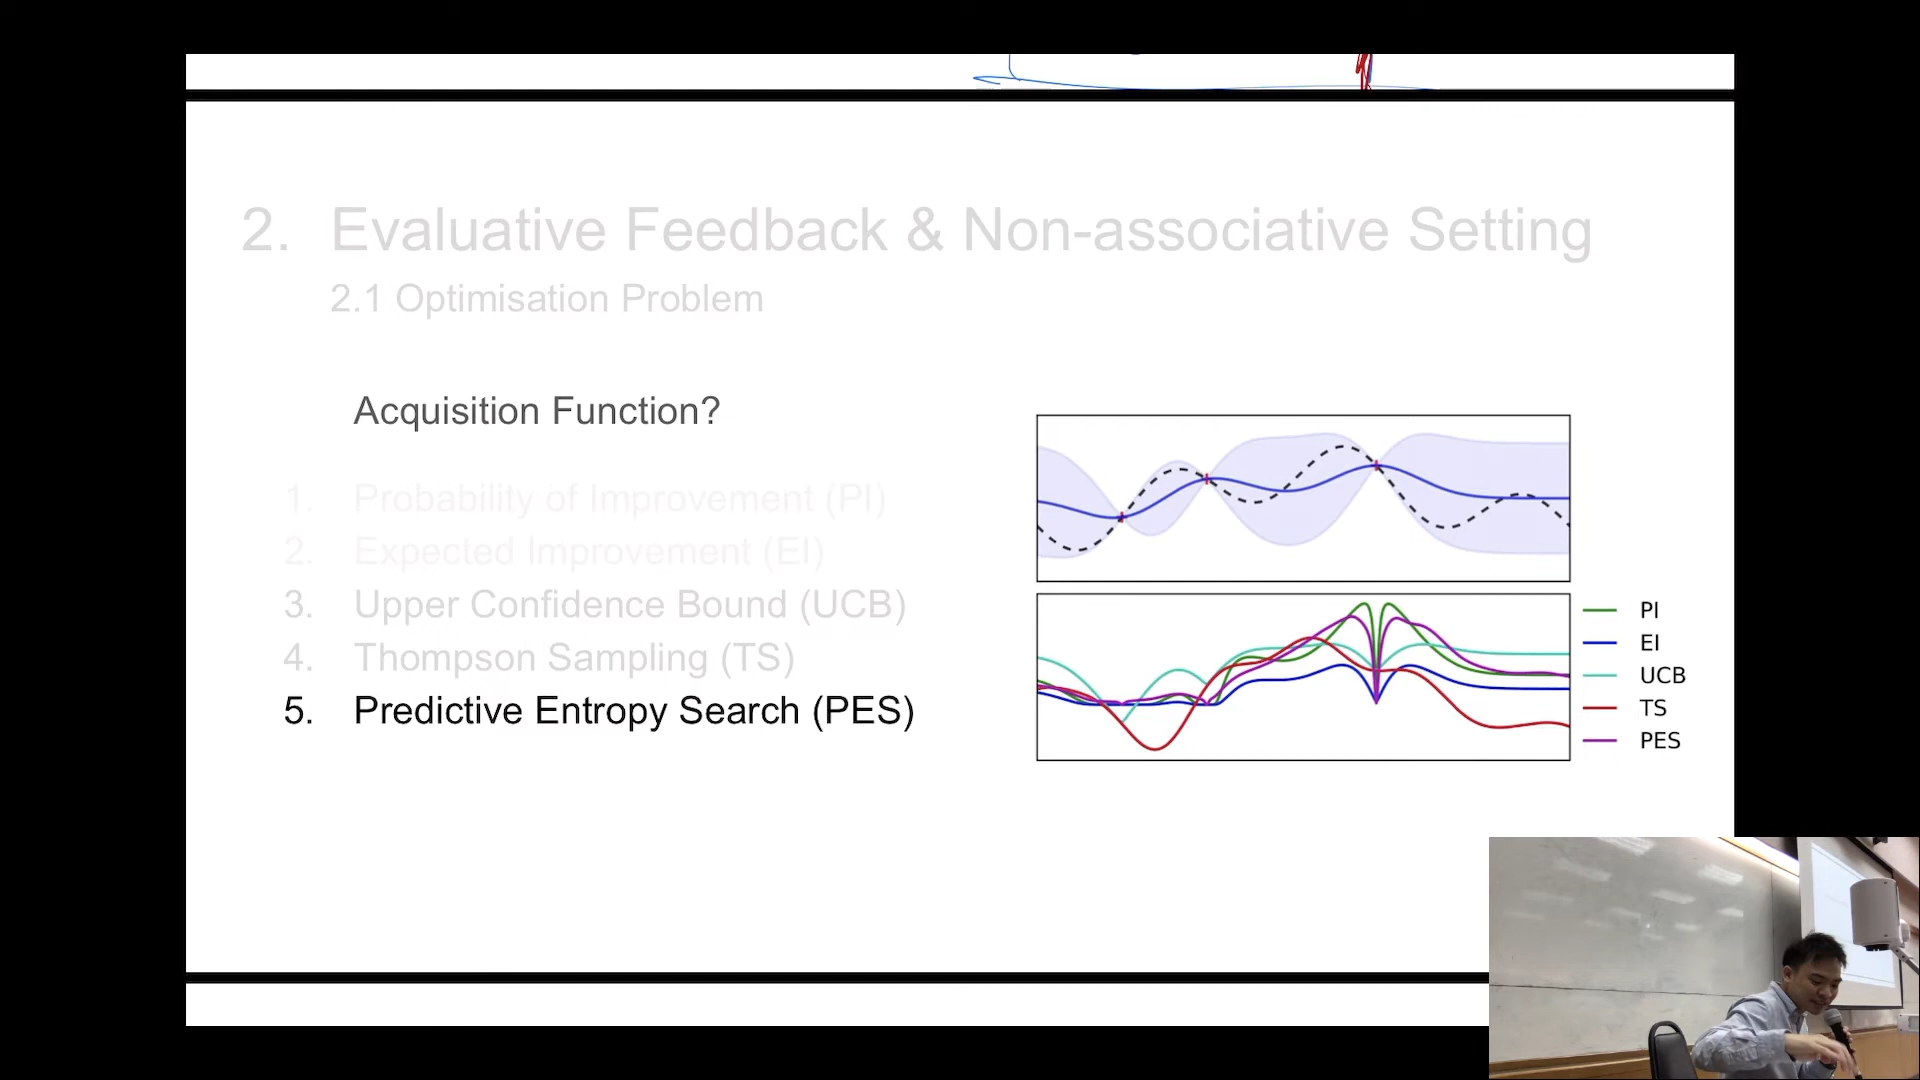 2. Evaluative Feedback & Non-associative Setting
2.1 Optimisation Problem
Acquisition Function?
1. Probability of Improvement (PI)
2. Expected Improvement (EI)
3. Upper Confidence Bound (UCB)
4. Thompson Sampling (TS)
5. Predictive Entropy Search (PES)
PI
EI
UCB
TS
PES